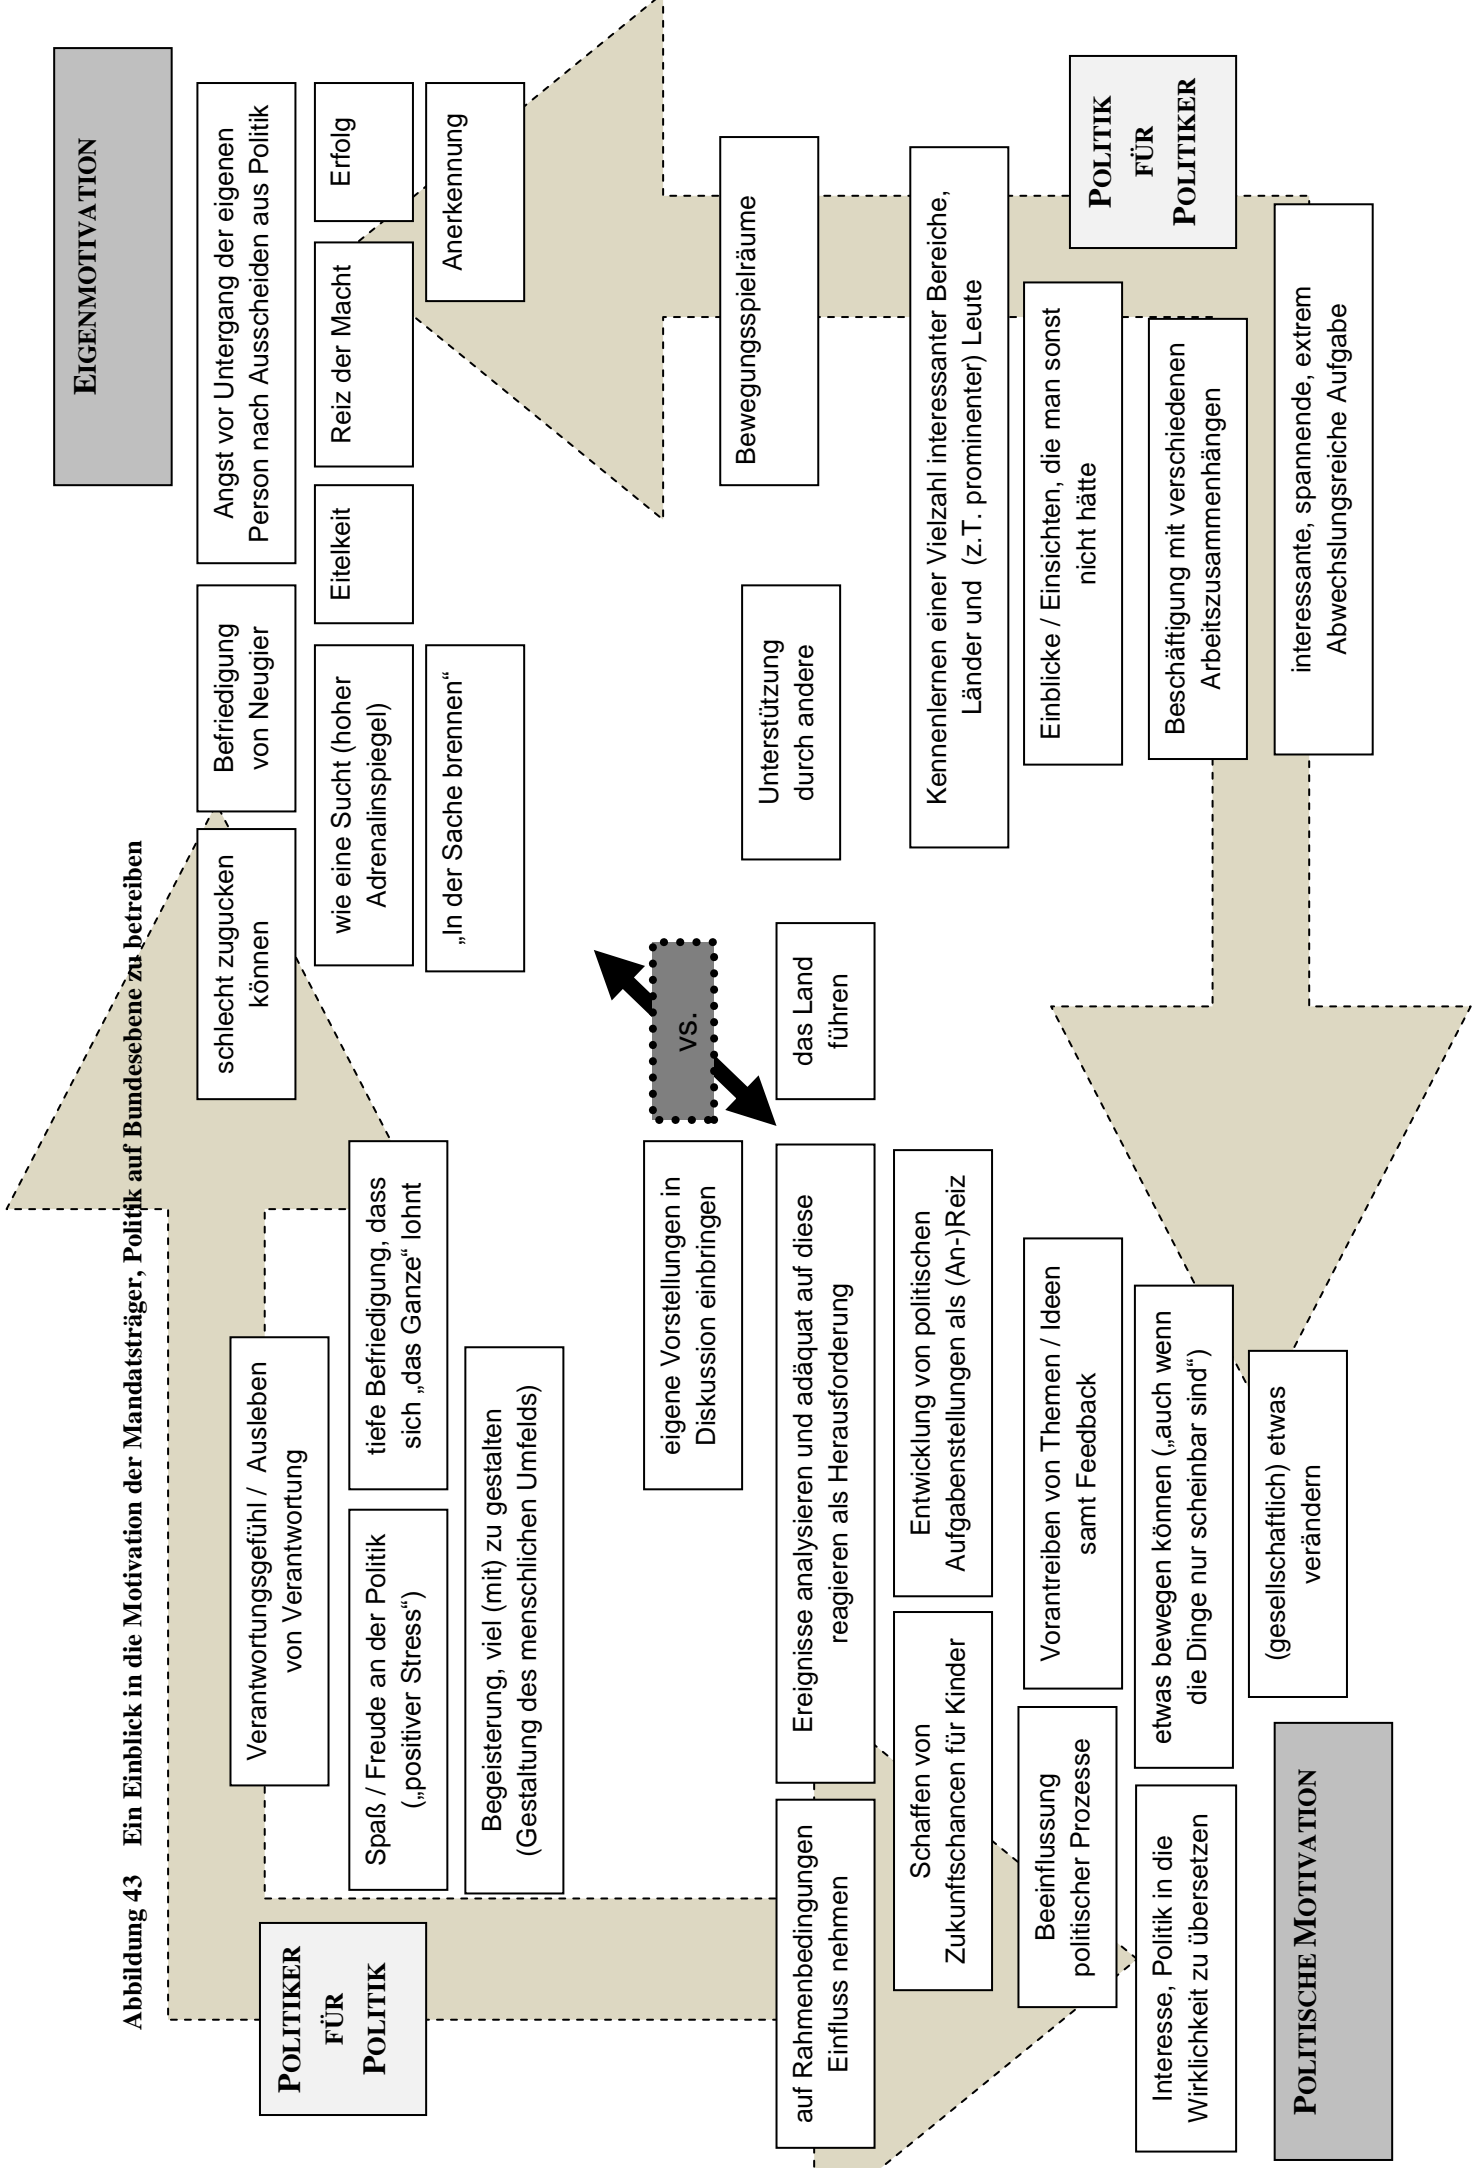 Abbildung 43 Ein Einblick in die Motivation der Mandatsträger, Politik auf Bundesebene zu betreiben
EIGENMOTIVATION
POLITIKER
FÜR
POLITIK
Verantwortungsgefühl / Ausleben
von Verantwortung
Spaß / Freude an der Politik
(„positiver Stress“)
tiefe Befriedigung, dass
sich „das Ganze“ lohnt
Begeisterung, viel (mit) zu gestalten
(Gestaltung des menschlichen Umfelds)
schlecht zugucken
können
Befriedigung
von Neugier
Angst vor Untergang der eigenen
Person nach Ausscheiden aus Politik
wie eine Sucht (hoher
Adrenalinspiegel)
Eitelkeit
Reiz der Macht
Erfolg
„In der Sache brennen“
Anerkennung
vs.
eigene Vorstellungen in
Diskussion einbringen
Unterstützung
durch andere
Bewegungsspielräume
auf Rahmenbedingungen
Einfluss nehmen
Ereignisse analysieren und adäquat auf diese
reagieren als Herausforderung
das Land
führen
Schaffen von
Zukunftschancen für Kinder
Entwicklung von politischen
Aufgabenstellungen als (An-)Reiz
Kennenlernen einer Vielzahl interessanter Bereiche,
Länder und (z.T. prominenter) Leute
Beeinflussung
politischer Prozesse
Vorantreiben von Themen / Ideen
samt Feedback
Einblicke / Einsichten, die man sonst
nicht hätte
POLITIK
FÜR
POLITIKER
Interesse, Politik in die
Wirklichkeit zu übersetzen
etwas bewegen können („auch wenn
die Dinge nur scheinbar sind“)
Beschäftigung mit verschiedenen
Arbeitszusammenhängen
(gesellschaftlich) etwas
verändern
interessante, spannende, extrem
Abwechslungsreiche Aufgabe
POLITISCHE MOTIVATION